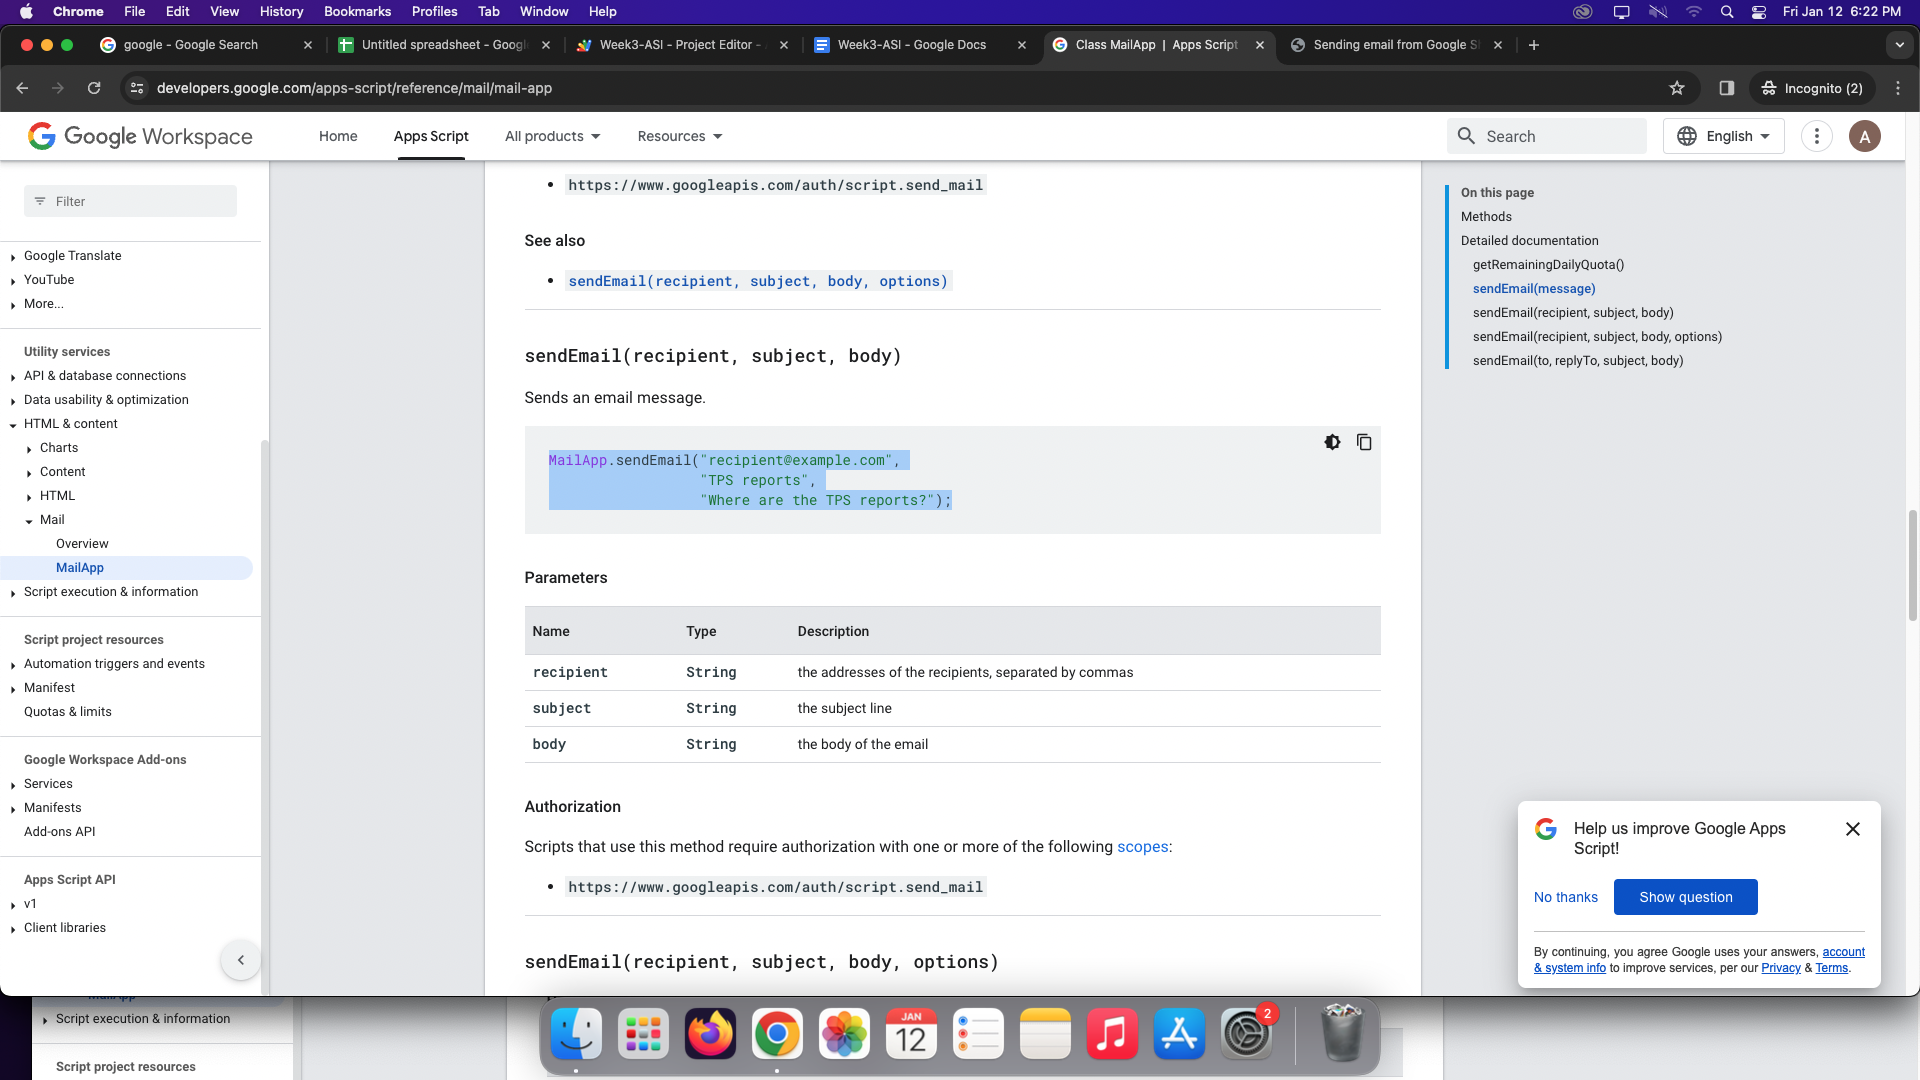 Chrome File Edit View History Bookmarks Profiles Tab Window Help Fri Jan 12 6:22 PM
google - Google Search Untitled spreadsheet - Googl Week3-ASI - Project Editor - Week3-ASI - Google Docs Class MailApp | Apps Script Sending email from Google S
developers.google.com/apps-script/reference/mail/mail-app Incognito (2)
Google Workspace Home Apps Script All products Resources Search English A
Filter
Google Translate
YouTube
More...
Utility services
API & database connections
Data usability & optimization
HTML & content
Charts
Content
HTML
Mail
Overview
MailApp
Script execution & information
Script project resources
Automation triggers and events
Manifest
Quotas & limits
Google Workspace Add-ons
Services
Manifests
Add-ons API
Apps Script API
v1
Client libraries
https://www.googleapis.com/auth/script.send_mail
See also
sendEmail(recipient, subject, body, options)
sendEmail(recipient, subject, body)
Sends an email message.
MailApp.sendEmail("recipient@example.com",
"TPS reports",
"Where are the TPS reports?");
Parameters
Name Type Description
recipient String the addresses of the recipients, separated by commas
subject String the subject line
body String the body of the email
Authorization
Scripts that use this method require authorization with one or more of the following scopes:
https://www.googleapis.com/auth/script.send_mail
sendEmail(recipient, subject, body, options)
On this page
Methods
Detailed documentation
getRemainingDailyQuota()
sendEmail(message)
sendEmail(recipient, subject, body)
sendEmail(recipient, subject, body, options)
sendEmail(to, replyTo, subject, body)
Help us improve Google Apps
Script!
No thanks Show question
By continuing, you agree Google uses your answers, account
& system info to improve services, per our Privacy & Terms.
MailApp
Script execution & information
Script project resources
JAN
12
2